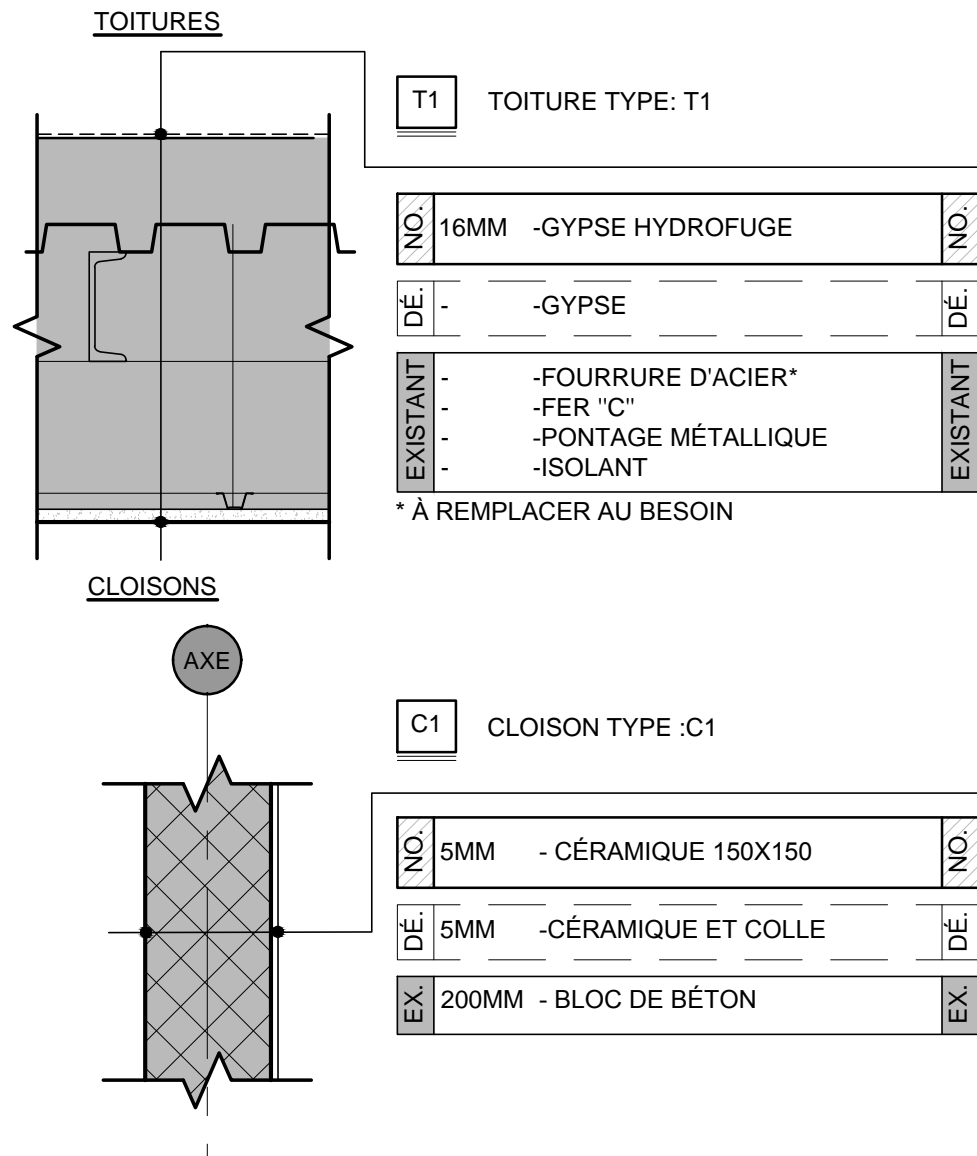 TOITURES
T1 TOITURE TYPE: T1
NO. 16MM -GYPSE HYDROFUGE NO.
DÉ. - -GYPSE DÉ.
EXISTANT - -FOURRURE D'ACIER* EXISTANT
- -FER "C"
- -PONTAGE MÉTALLIQUE
- -ISOLANT
* À REMPLACER AU BESOIN
CLOISONS
AXE
C1 CLOISON TYPE :C1
NO. 5MM - CÉRAMIQUE 150X150 NO.
DÉ. 5MM -CÉRAMIQUE ET COLLE DÉ.
EX. 200MM - BLOC DE BÉTON EX.